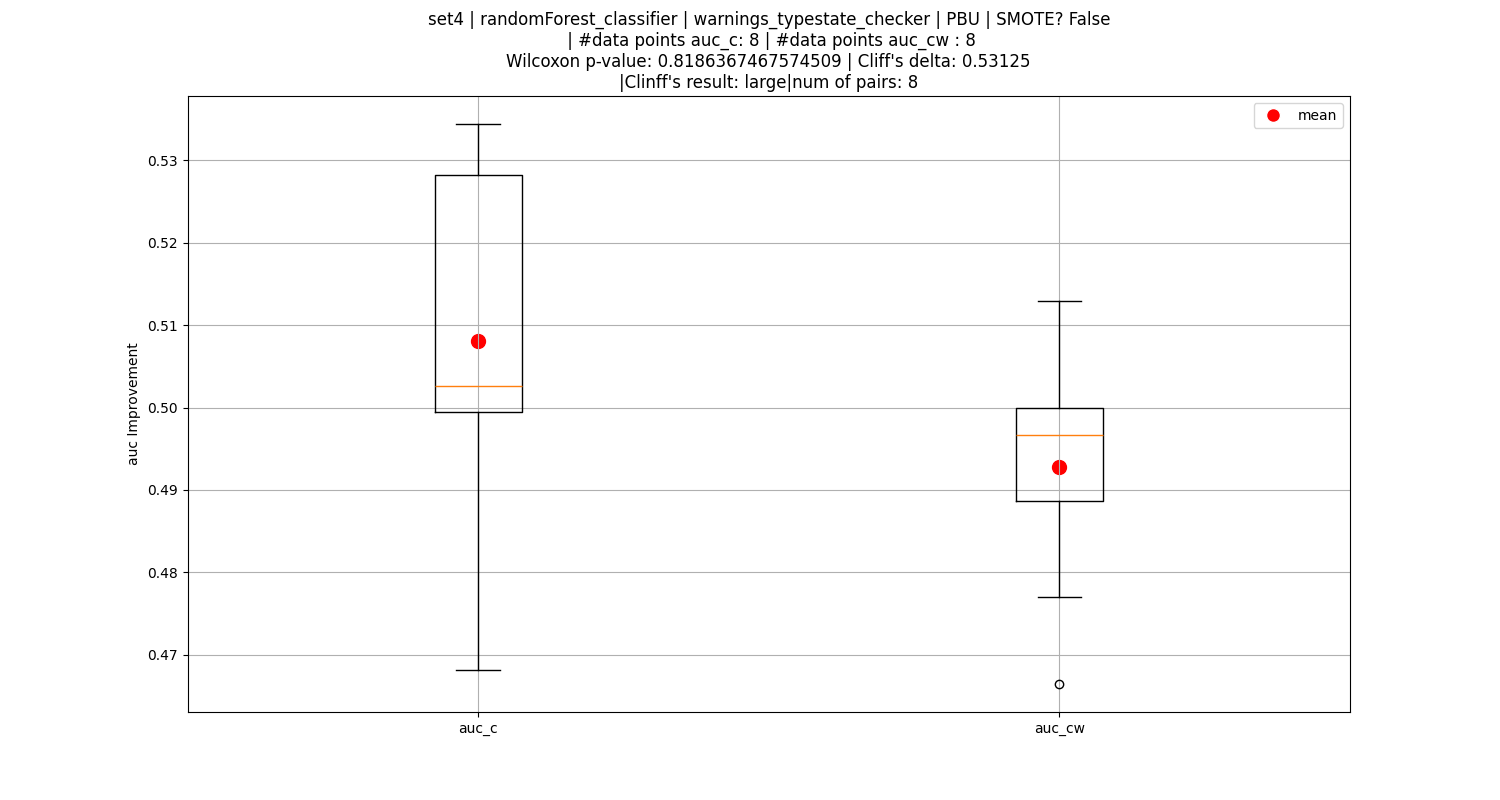 set4 | randomForest_classifier | warnings_typestate_checker | PBU | SMOTE? False
| #data points auc_c: 8 | #data points auc_cw : 8
Wilcoxon p-value: 0.8186367467574509 | Cliff's delta: 0.53125
|Clinff's result: large|num of pairs: 8
mean
0.53
0.52
0.51
0.50
0.49
0.48
0.47
auc Improvement
auc_c
auc_cw